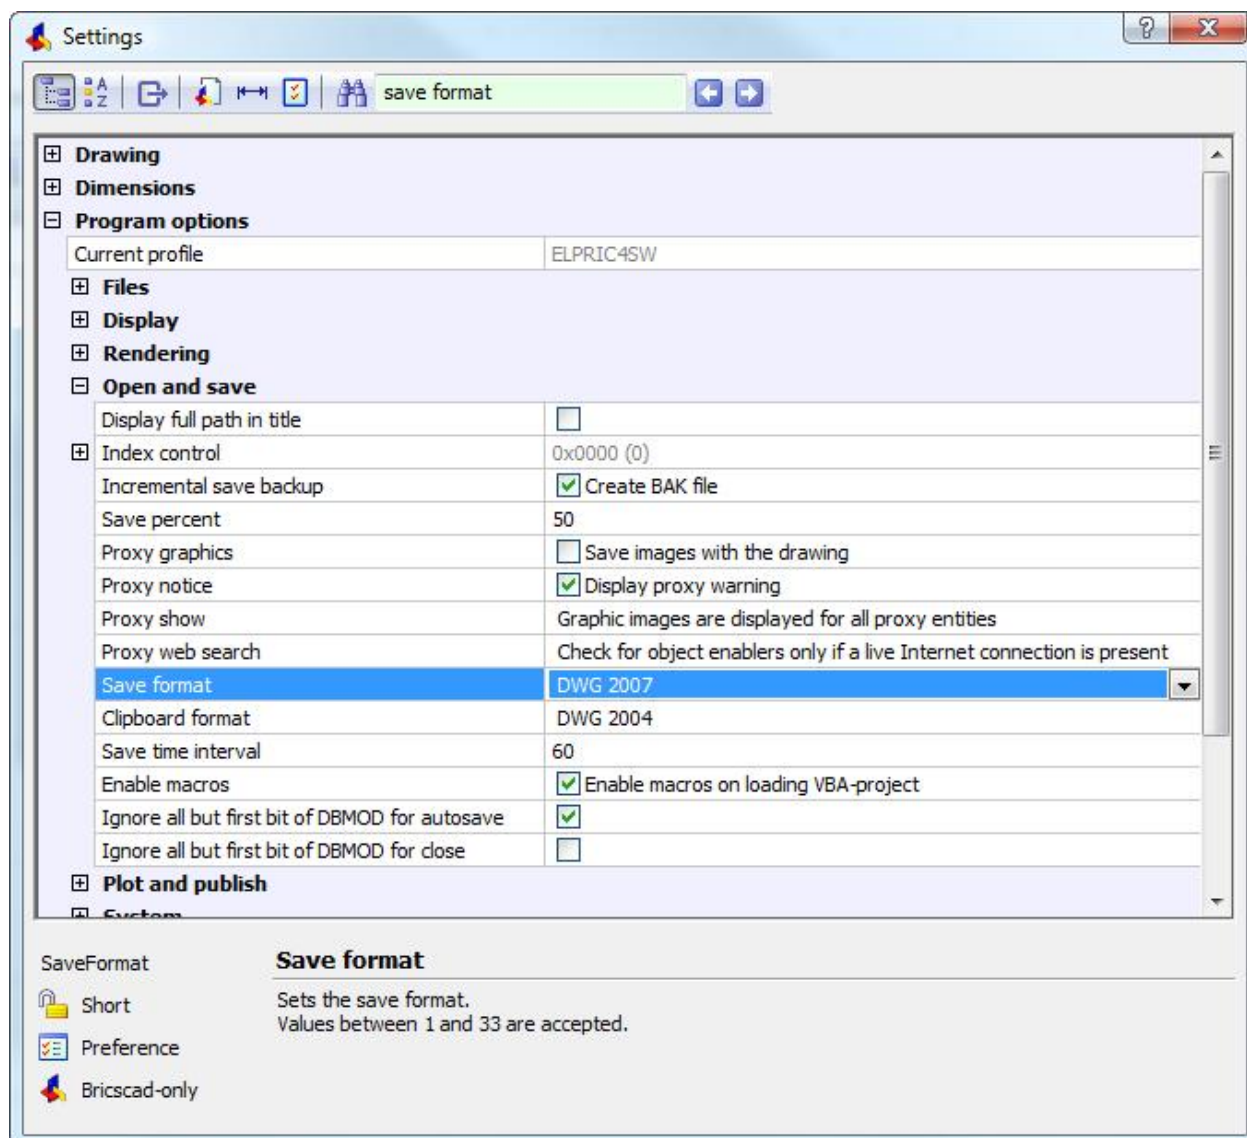 Settings
save format
Drawing
Dimensions
Program options
Current profile ELPRIC4SW
Files
Display
Rendering
Open and save
Display full path in title
Index control 0x0000 (0)
Incremental save backup Create BAK file
Save percent 50
Proxy graphics Save images with the drawing
Proxy notice Display proxy warning
Proxy show Graphic images are displayed for all proxy entities
Proxy web search Check for object enablers only if a live Internet connection is present
Save format DWG 2007
Clipboard format DWG 2004
Save time interval 60
Enable macros Enable macros on loading VBA-project
Ignore all but first bit of DBMOD for autosave
Ignore all but first bit of DBMOD for close
Plot and publish
System
SaveFormat Save format
Short Sets the save format.
Values between 1 and 33 are accepted.
Preference
Bricscad-only